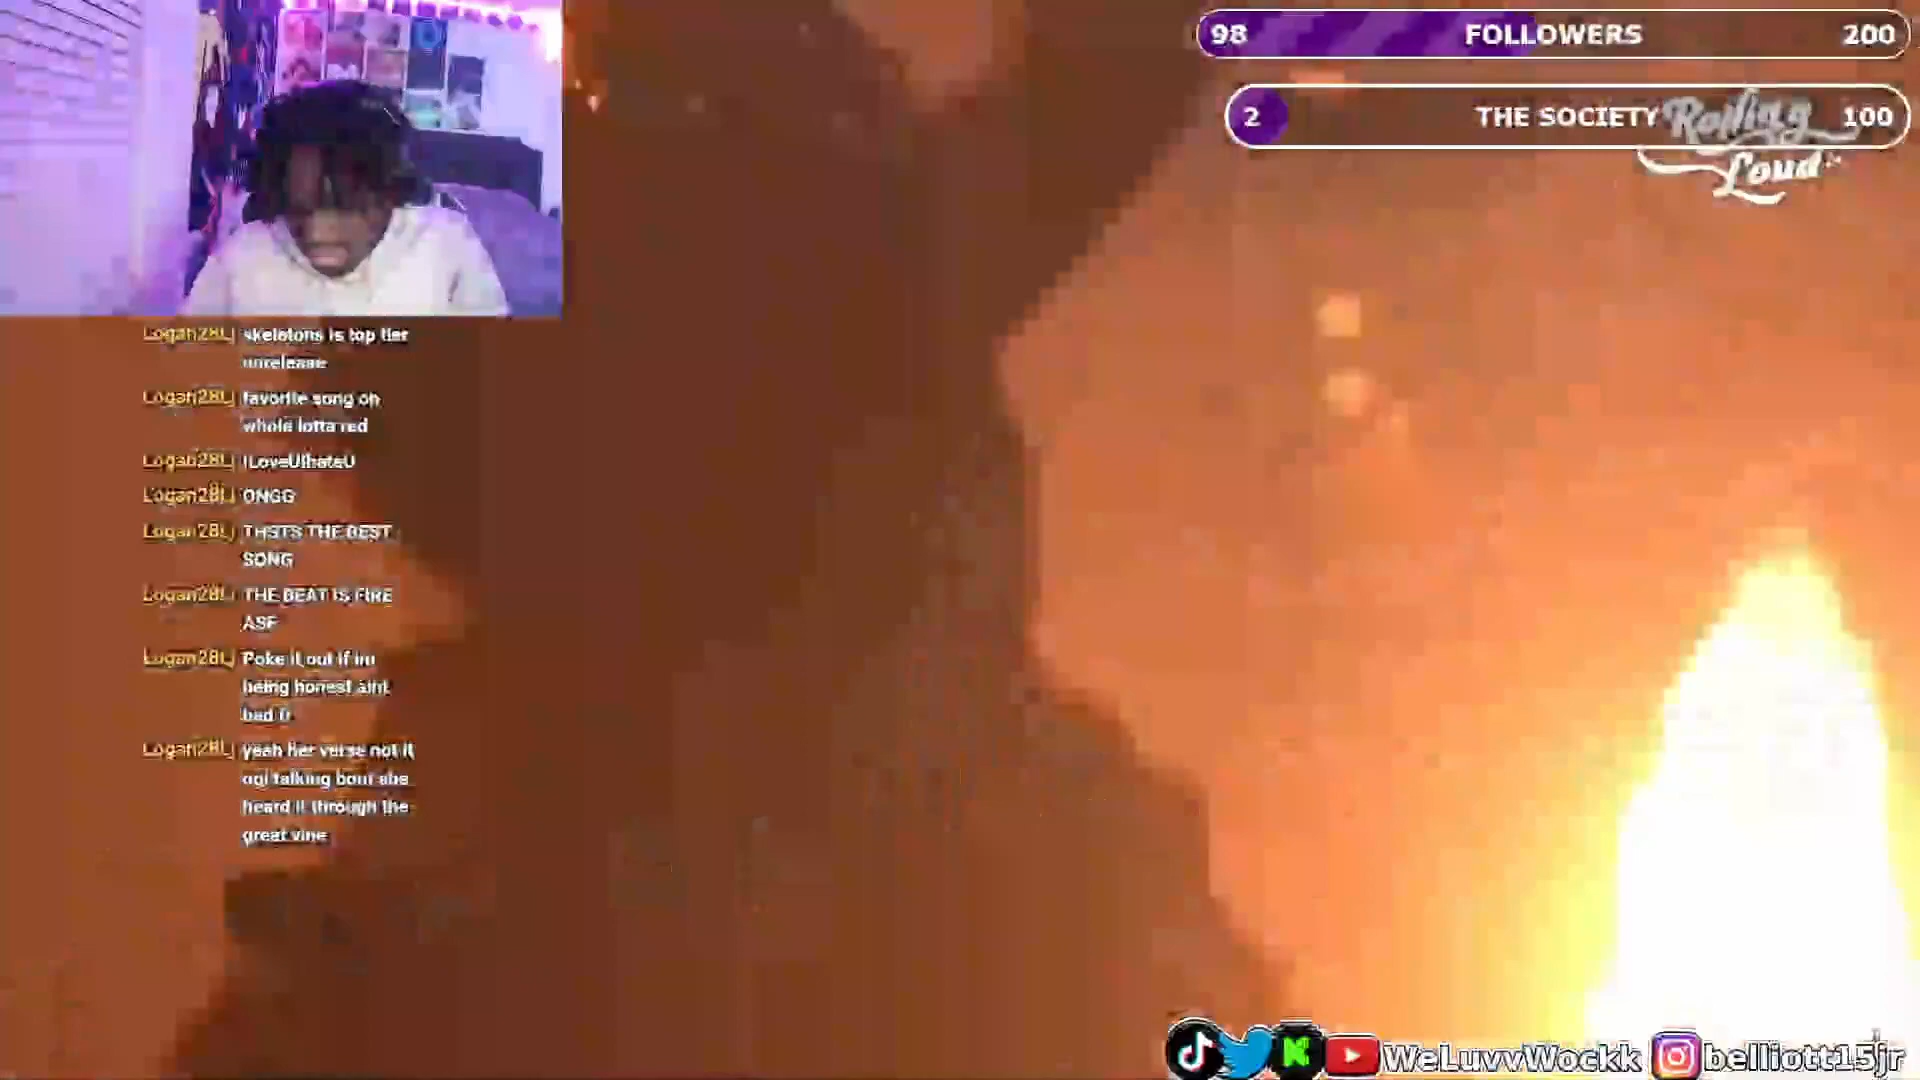 98 FOLLOWERS 200
2 THE SOCIETY 100
Rolling
Loud
Logan28LJ skeletons is top tier
unrelease
Logan28LJ favorite song on
whole lotta red
Logan28LJ ILoveUIhateU
Logan28LJ ONGG
Logan28LJ THSTS THE BEST
SONG
Logan28LJ THE BEAT IS FIRE
ASF
Logan28LJ Poke it out if im
being honest aint
bad fr
Logan28LJ yeah her verse not it
ngl talking bout she
heard it through the
great vine
WeLuvvWockk belliott15jr